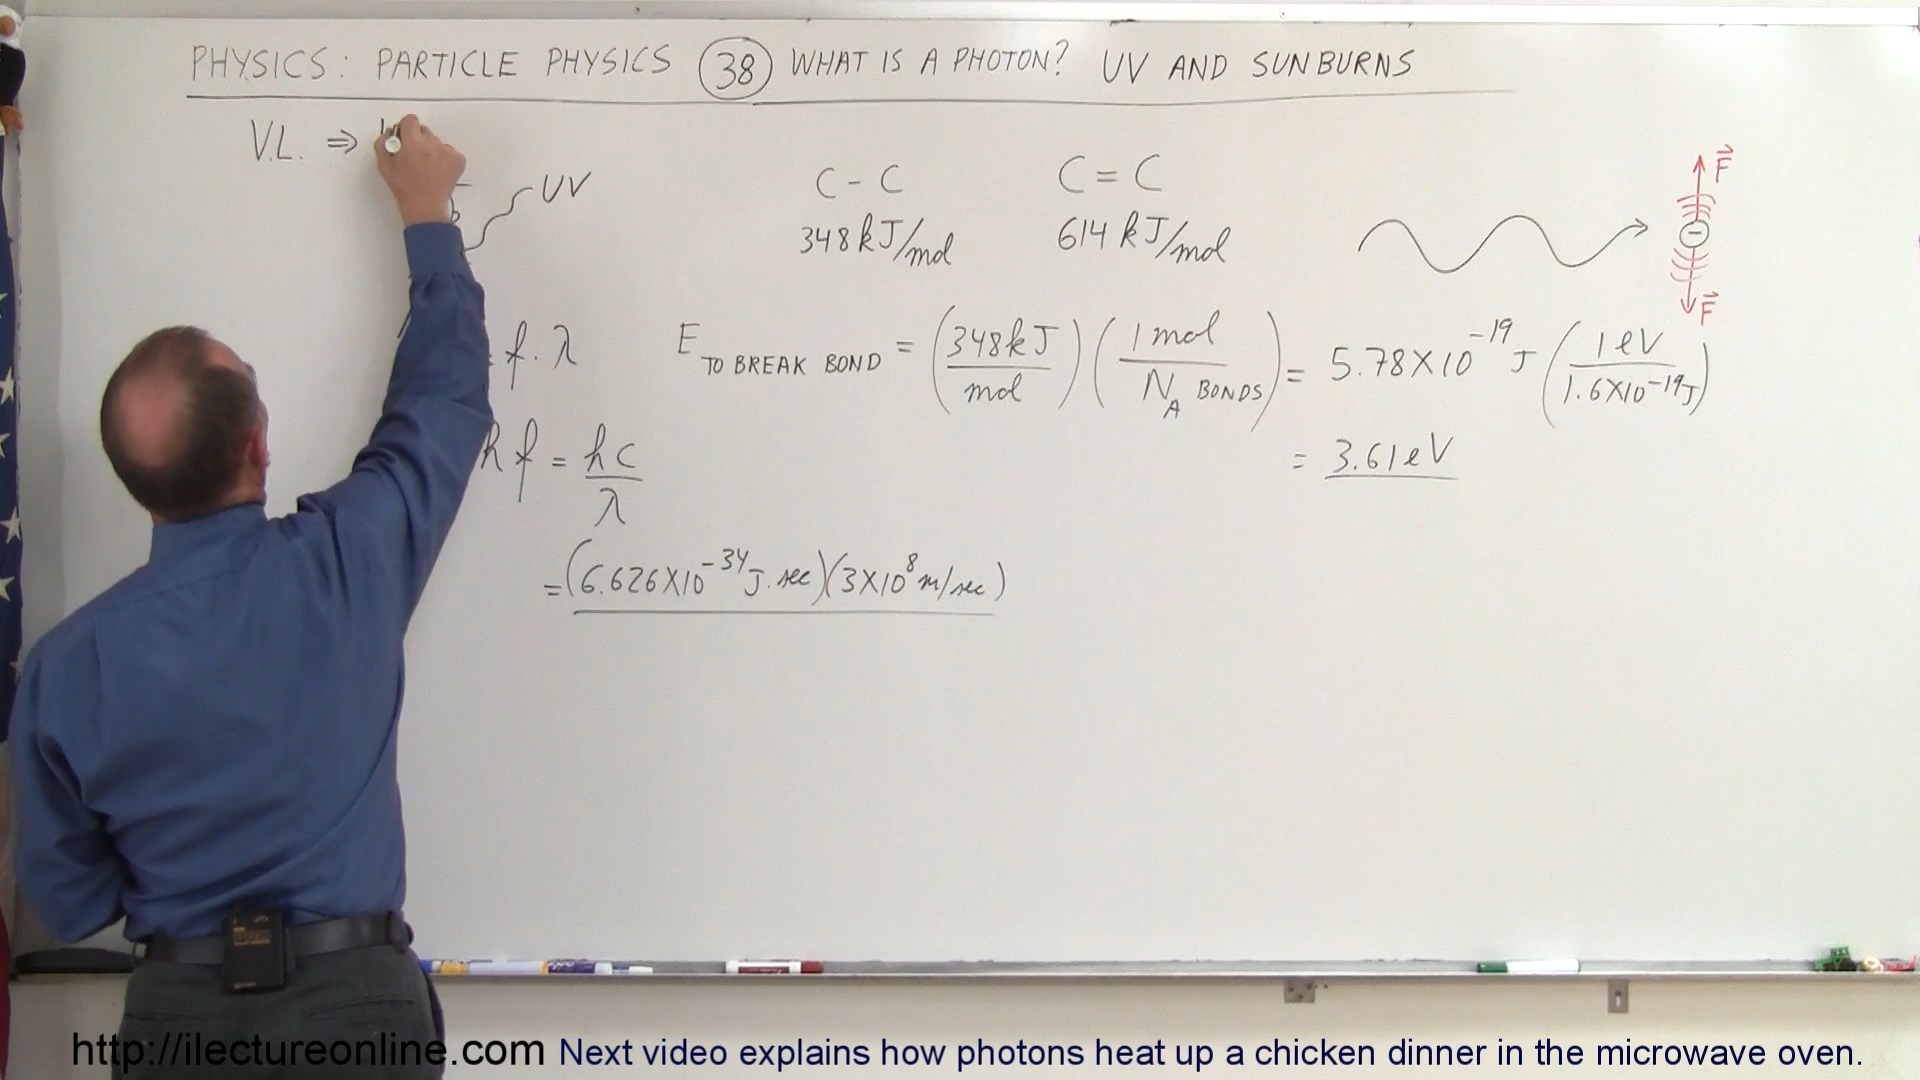 PHYSICS: PARTICLE PHYSICS 38 WHAT IS A PHOTON? UV AND SUNBURNS
V.L. ⇒
UV
C - C
348 kJ/mol
C = C
614 kJ/mol
F
-
F
f · λ
E TO BREAK BOND = (348 kJ / mol) (1 mol / N_A BONDS) = 5.78 X 10^-19 J (1 eV / 1.6 X 10^-19 J)
= 3.61 eV
h f = h c / λ
= (6.626 X 10^-34 J. sec)(3 X 10^8 m/sec)
http://ilectureonline.com Next video explains how photons heat up a chicken dinner in the microwave oven.